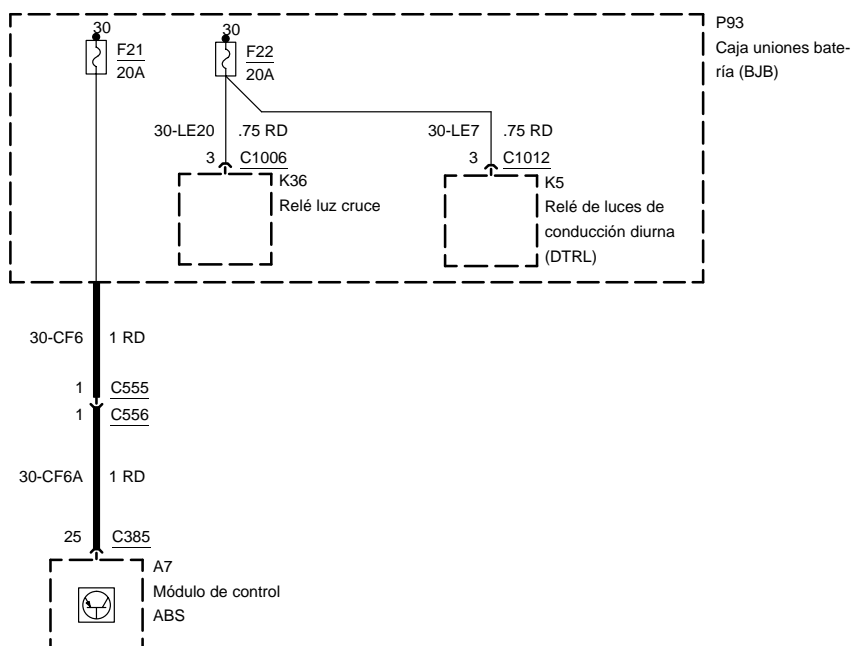 P93
Caja uniones bate-
ría (BJB)
30
F21
20A
30
F22
20A
30-LE20 .75 RD
3 C1006
K36
Relé luz cruce
30-LE7 .75 RD
3 C1012
K5
Relé de luces de
conducción diurna
(DTRL)
30-CF6 1 RD
1 C555
1 C556
30-CF6A 1 RD
25 C385
A7
Módulo de control
ABS